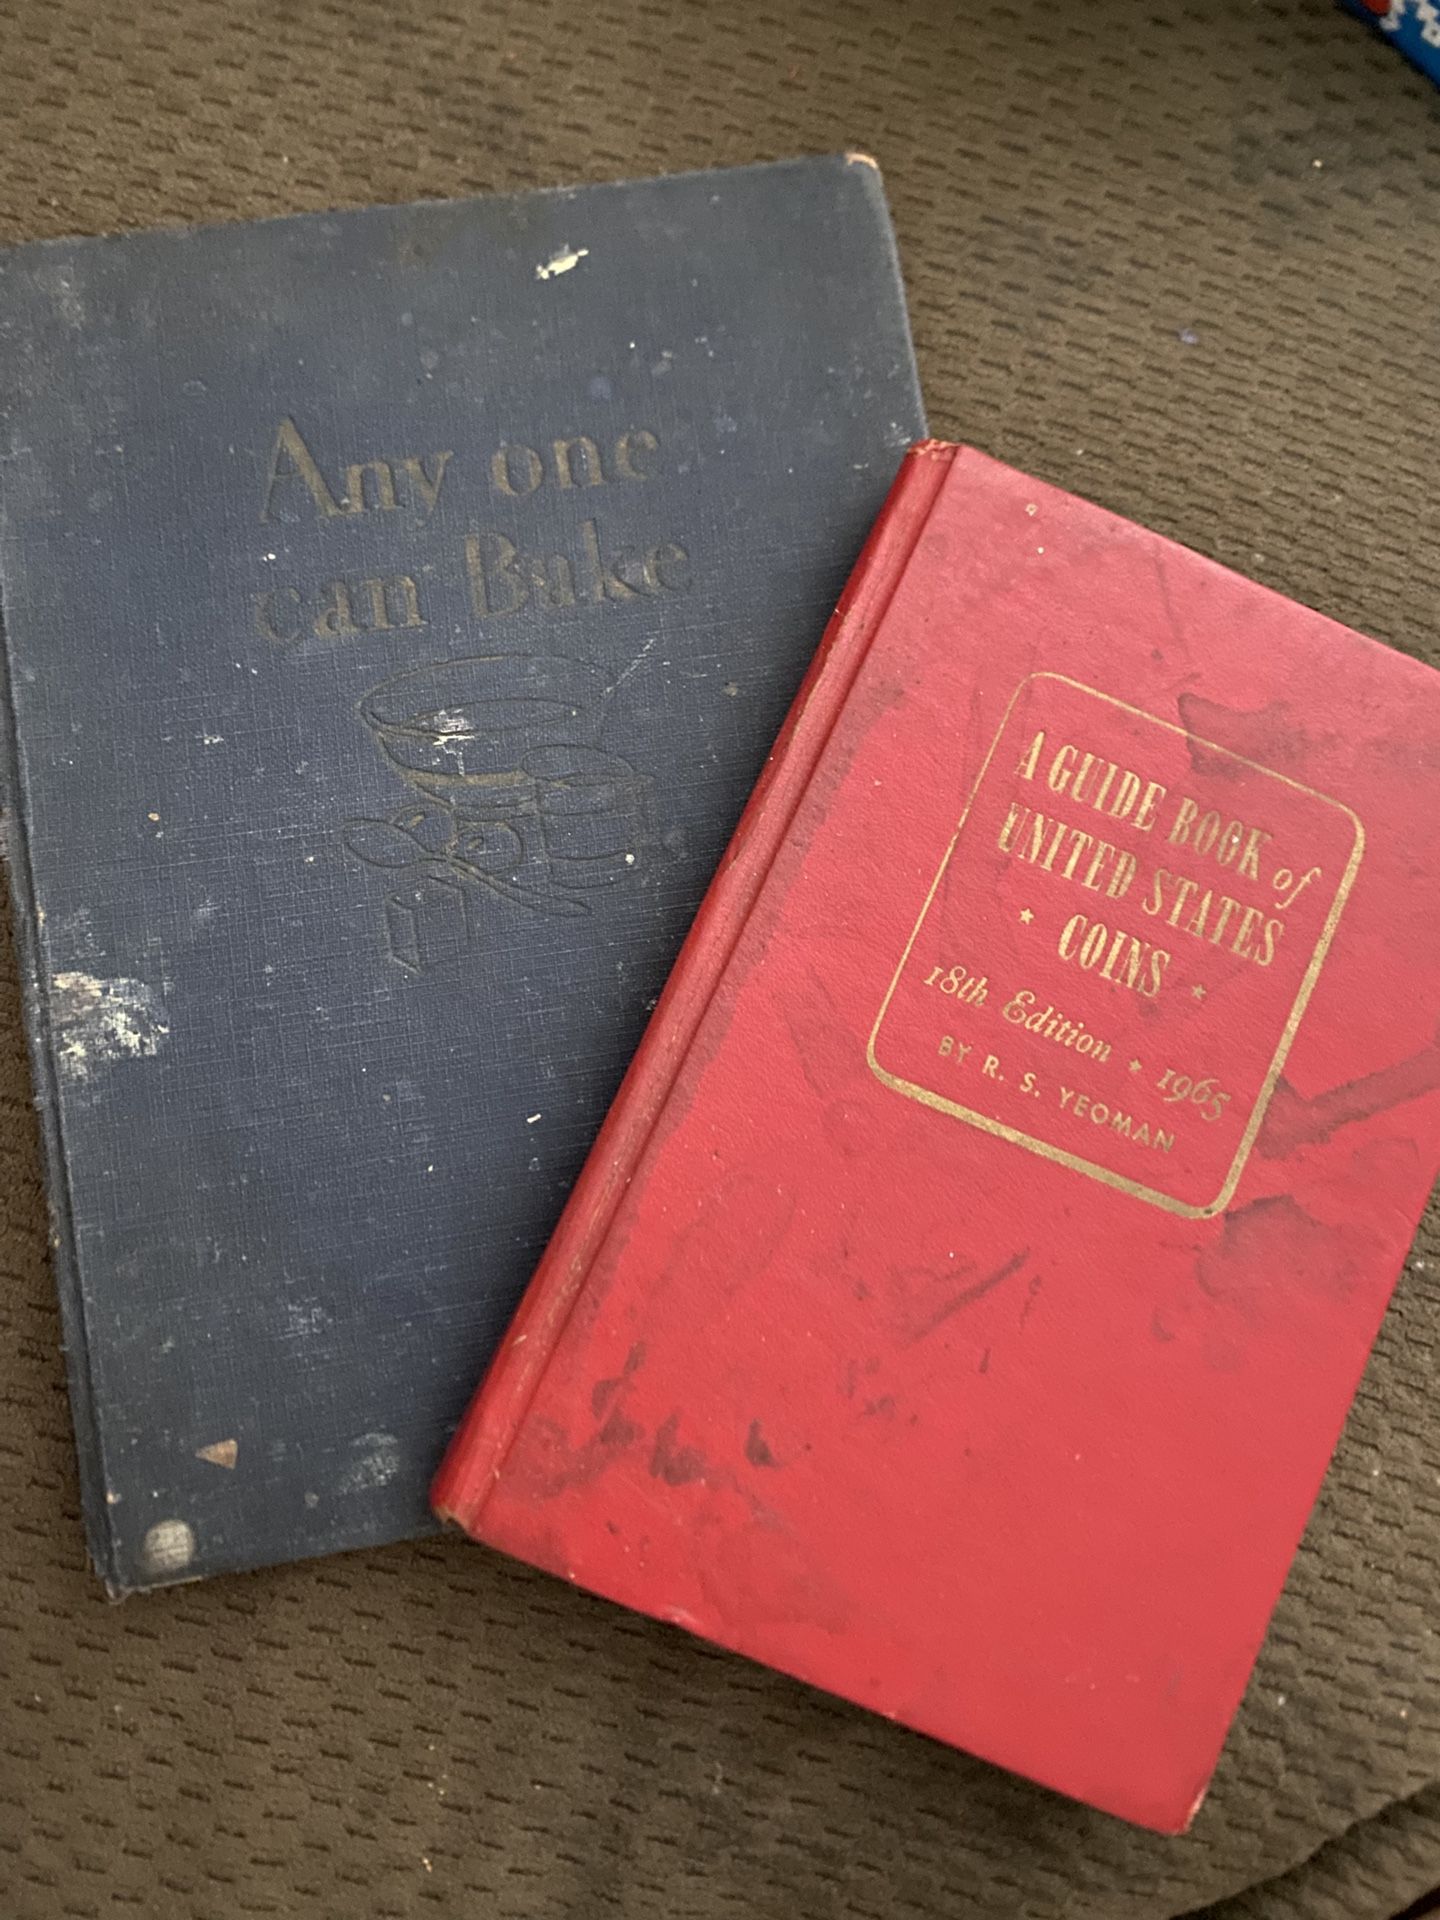 Any one
can Bake
A GUIDE BOOK of
UNITED STATES
★ COINS ★
18th Edition ★ 1965
BY R. S. YEOMAN